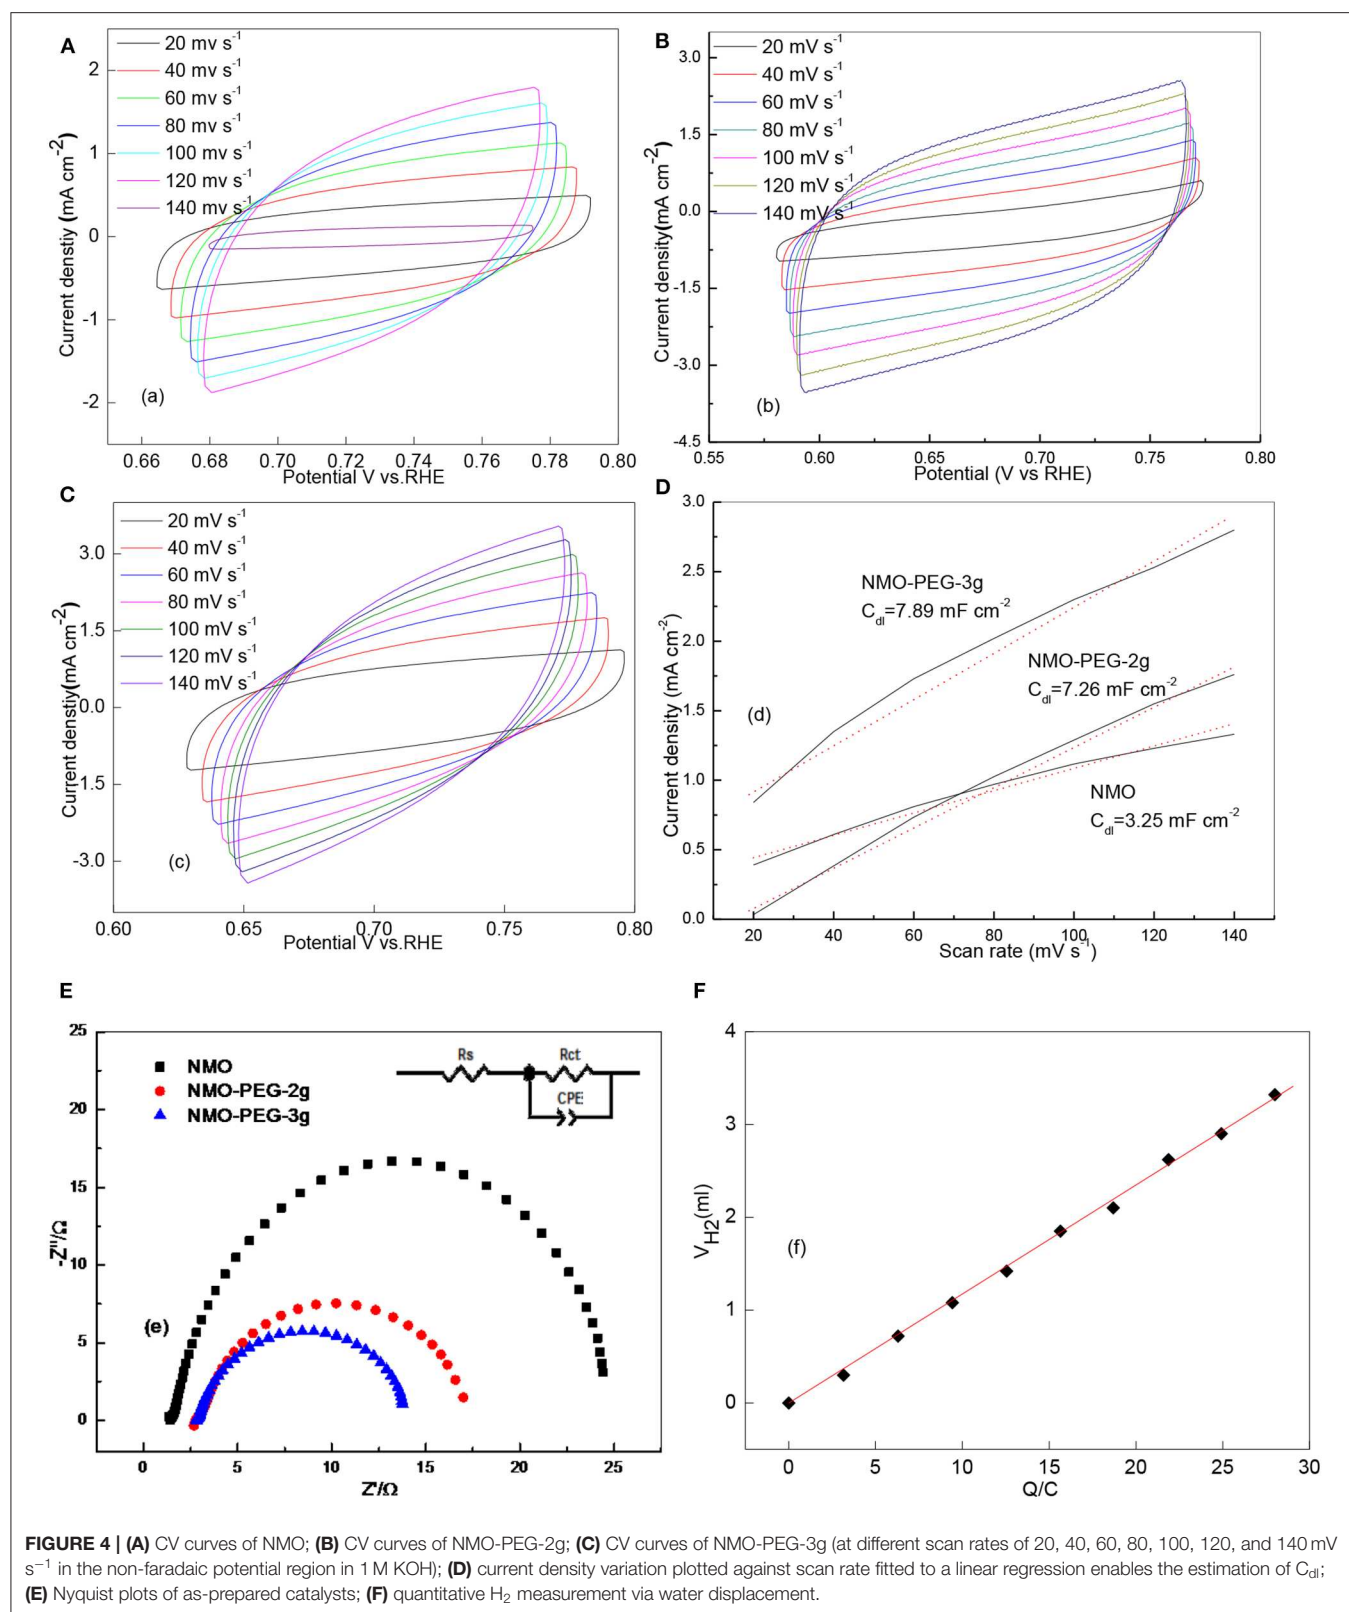 A
20 mv s⁻¹
40 mv s⁻¹
60 mv s⁻¹
80 mv s⁻¹
100 mv s⁻¹
120 mv s⁻¹
140 mv s⁻¹
2
1
0
-1
-2
Current denstiy(mA cm⁻²)
(a)
0.66 0.68 0.70 0.72 0.74 0.76 0.78 0.80
Potential V vs.RHE
B
20 mV s⁻¹
40 mV s⁻¹
60 mV s⁻¹
80 mV s⁻¹
100 mV s⁻¹
120 mV s⁻¹
140 mV s⁻¹
3.0
1.5
0.0
-1.5
-3.0
-4.5
Current density(mA cm⁻²)
(b)
0.55 0.60 0.65 0.70 0.75 0.80
Potential (V vs RHE)
C
20 mV s⁻¹
40 mV s⁻¹
60 mV s⁻¹
80 mV s⁻¹
100 mV s⁻¹
120 mV s⁻¹
140 mV s⁻¹
3.0
1.5
0.0
-1.5
-3.0
Current denstiy(mA cm⁻²)
(c)
0.60 0.65 0.70 0.75 0.80
Potential V vs.RHE
D
3.0
2.5
2.0
1.5
1.0
0.5
0.0
Current density (mA cm⁻²)
NMO-PEG-3g
C_dl=7.89 mF cm⁻²
NMO-PEG-2g
C_dl=7.26 mF cm⁻²
(d)
NMO
C_dl=3.25 mF cm⁻²
20 40 60 80 100 120 140
Scan rate (mV s⁻¹)
E
25
20
15
10
5
0
-Z''/Ω
NMO
NMO-PEG-2g
NMO-PEG-3g
Rs Rct
CPE
(e)
0 5 10 15 20 25
Z'/Ω
F
4
3
2
1
0
V_H2(ml)
(f)
0 5 10 15 20 25 30
Q/C
FIGURE 4 | (A) CV curves of NMO; (B) CV curves of NMO-PEG-2g; (C) CV curves of NMO-PEG-3g (at different scan rates of 20, 40, 60, 80, 100, 120, and 140 mV
s⁻¹ in the non-faradaic potential region in 1 M KOH); (D) current density variation plotted against scan rate fitted to a linear regression enables the estimation of C_dl;
(E) Nyquist plots of as-prepared catalysts; (F) quantitative H₂ measurement via water displacement.